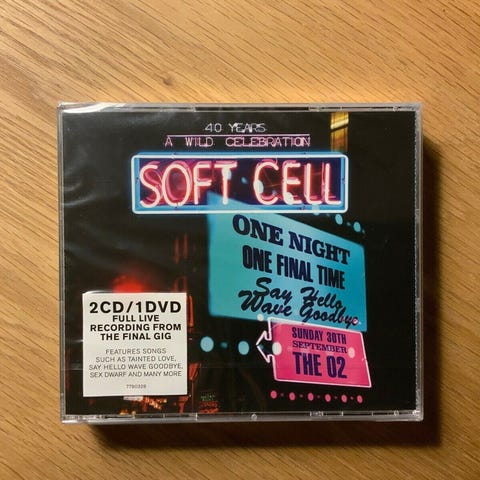 40 YEARS
A WILD CELEBRATION
SOFT CELL
ONE NIGHT
ONE FINAL TIME
Say Hello
Wave Goodbye
SUNDAY 30TH
SEPTEMBER
THE O2
2CD/1DVD
FULL LIVE
RECORDING FROM
THE FINAL GIG
FEATURES SONGS
SUCH AS TAINTED LOVE,
SAY HELLO WAVE GOODBYE,
SEX DWARF AND MANY MORE
7790328